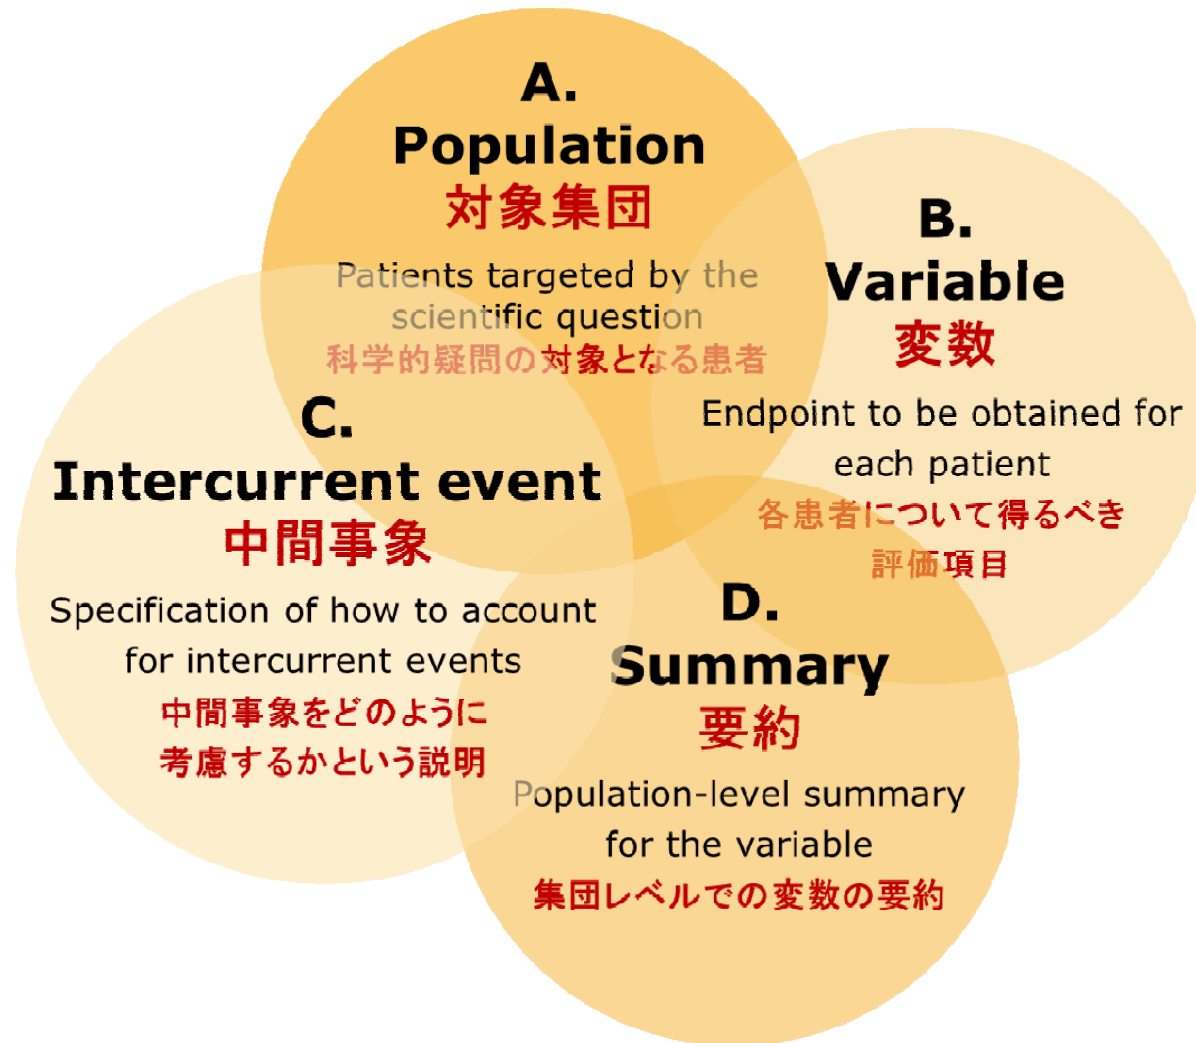 A.
Population
対象集団
Patients targeted by the
scientific question
科学的疑問の対象となる患者
B.
Variable
変数
Endpoint to be obtained for
each patient
各患者について得るべき
評価項目
C.
Intercurrent event
中間事象
Specification of how to account
for intercurrent events
中間事象をどのように
考慮するかという説明
D.
Summary
要約
Population-level summary
for the variable
集団レベルでの変数の要約